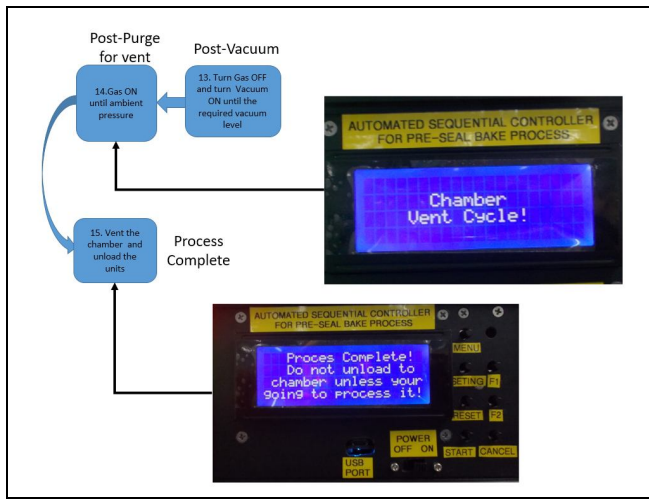 Post-Purge
for vent
Post-Vacuum
14.Gas ON
until ambient
pressure
13. Turn Gas OFF
and turn Vacuum
ON until the
required vacuum
level
AUTOMATED SEQUENTIAL CONTROLLER
FOR PRE-SEAL BAKE PROCESS
Chamber
Vent Cycle!
15. Vent the
chamber and
unload the
units
Process
Complete
AUTOMATED SEQUENTIAL CONTROLLER
FOR PRE-SEAL BAKE PROCESS
Proces Complete!
Do not unload to
chamber unless your
going to process it!
MENU
SETING F1
RESET F2
POWER
OFF ON
START CANCEL
USB
PORT